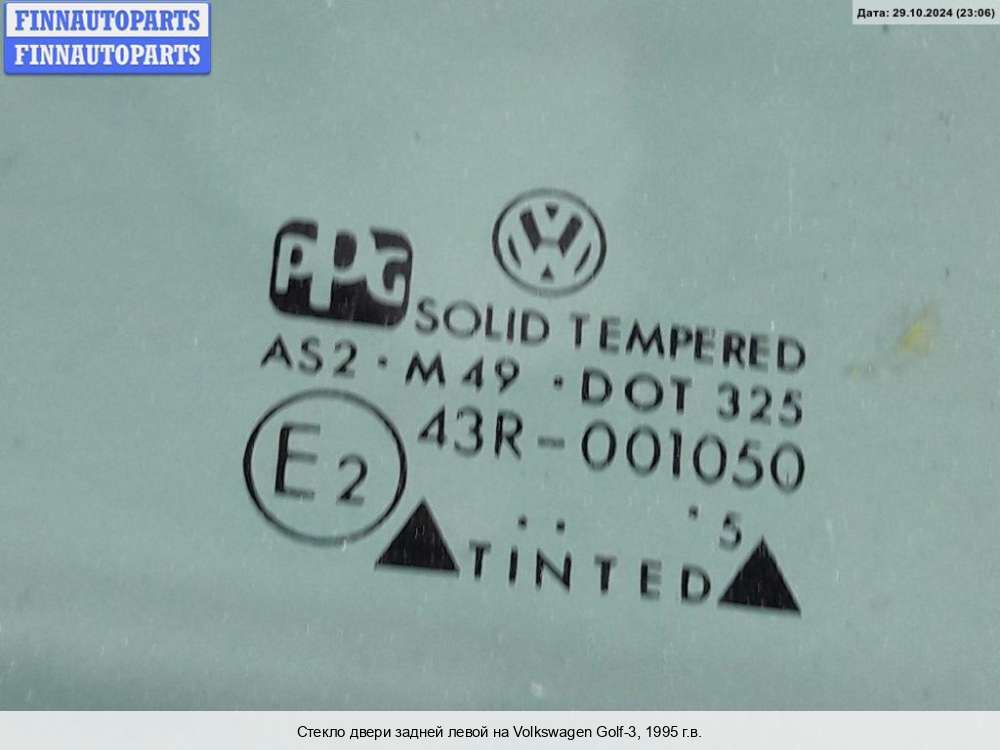 FINNAUTOPARTS
FINNAUTOPARTS
Дата: 29.10.2024 (23:06)
PPG
SOLID TEMPERED
AS2 · M49 · DOT 325
E2
43R-001050
.. . 5
TINTED
Стекло двери задней левой на Volkswagen Golf-3, 1995 г.в.